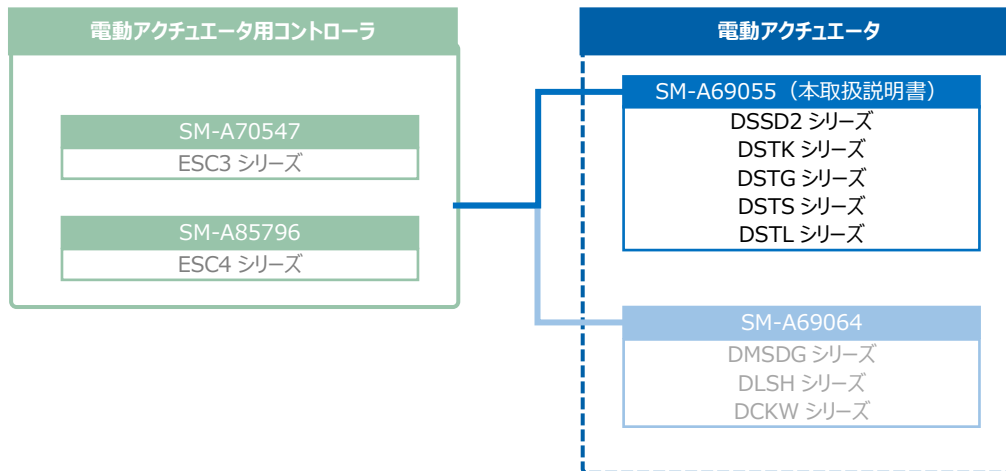 電動アクチュエータ用コントローラ
SM-A70547
ESC3 シリーズ
SM-A85796
ESC4 シリーズ
電動アクチュエータ
SM-A69055（本取扱説明書）
DSSD2 シリーズ
DSTK シリーズ
DSTG シリーズ
DSTS シリーズ
DSTL シリーズ
SM-A69064
DMSDG シリーズ
DLSH シリーズ
DCKW シリーズ